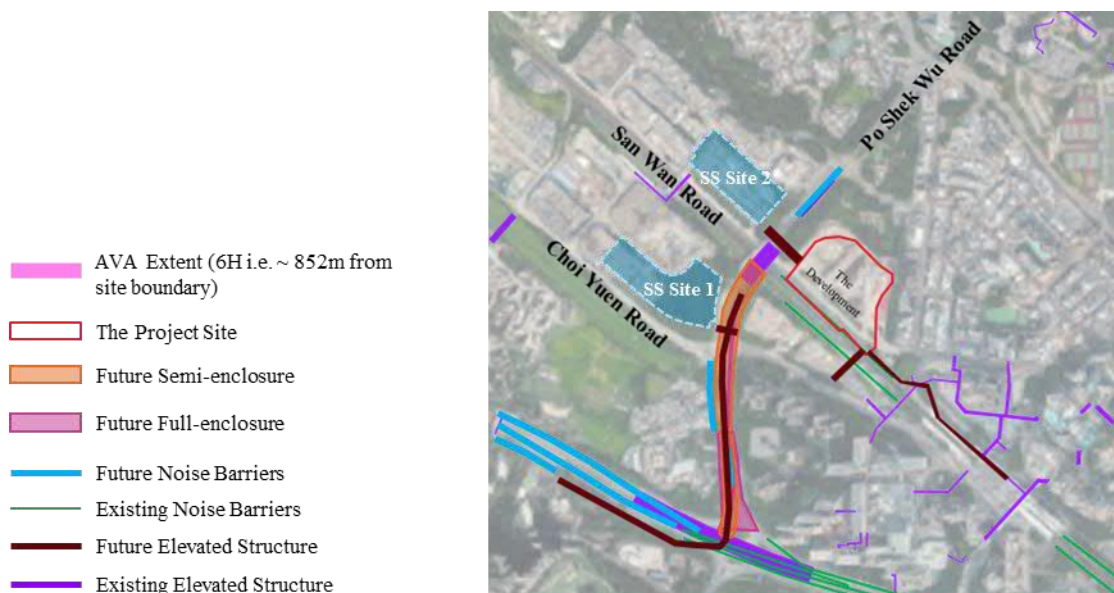 AVA Extent (6H i.e. ~ 852m from
site boundary)
The Project Site
Future Semi-enclosure
Future Full-enclosure
Future Noise Barriers
Existing Noise Barriers
Future Elevated Structure
Existing Elevated Structure
Po Shek Wu Road
San Wan Road
SS Site 2
Choi Yuen Road
SS Site 1
The
Development